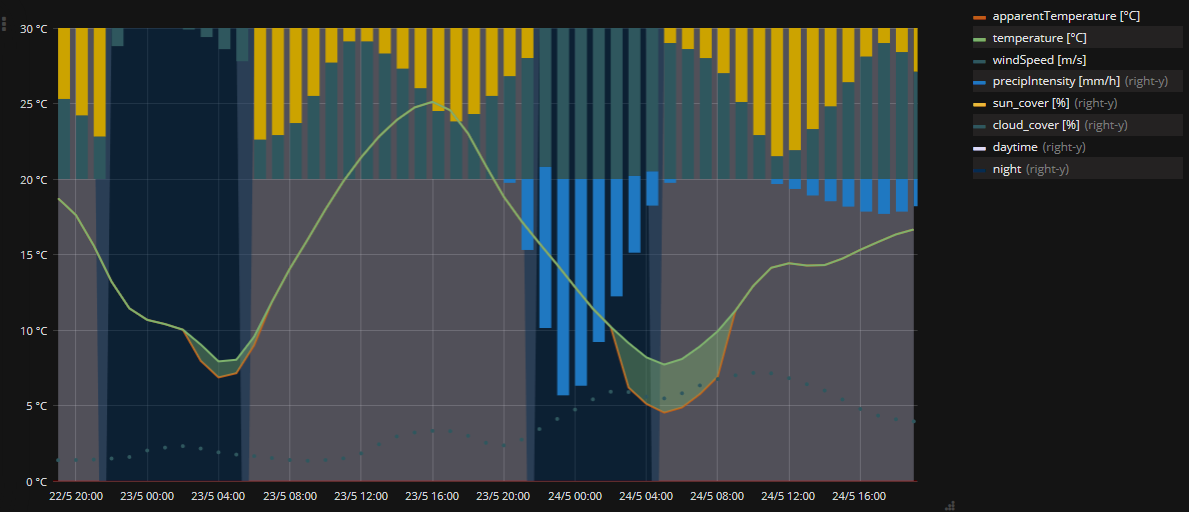 30 °C
25 °C
20 °C
15 °C
10 °C
5 °C
0 °C
22/5 20:00 23/5 00:00 23/5 04:00 23/5 08:00 23/5 12:00 23/5 16:00 23/5 20:00 24/5 00:00 24/5 04:00 24/5 08:00 24/5 12:00 24/5 16:00
apparentTemperature [°C]
temperature [°C]
windSpeed [m/s]
precipIntensity [mm/h] (right-y)
sun_cover [%] (right-y)
cloud_cover [%] (right-y)
daytime (right-y)
night (right-y)